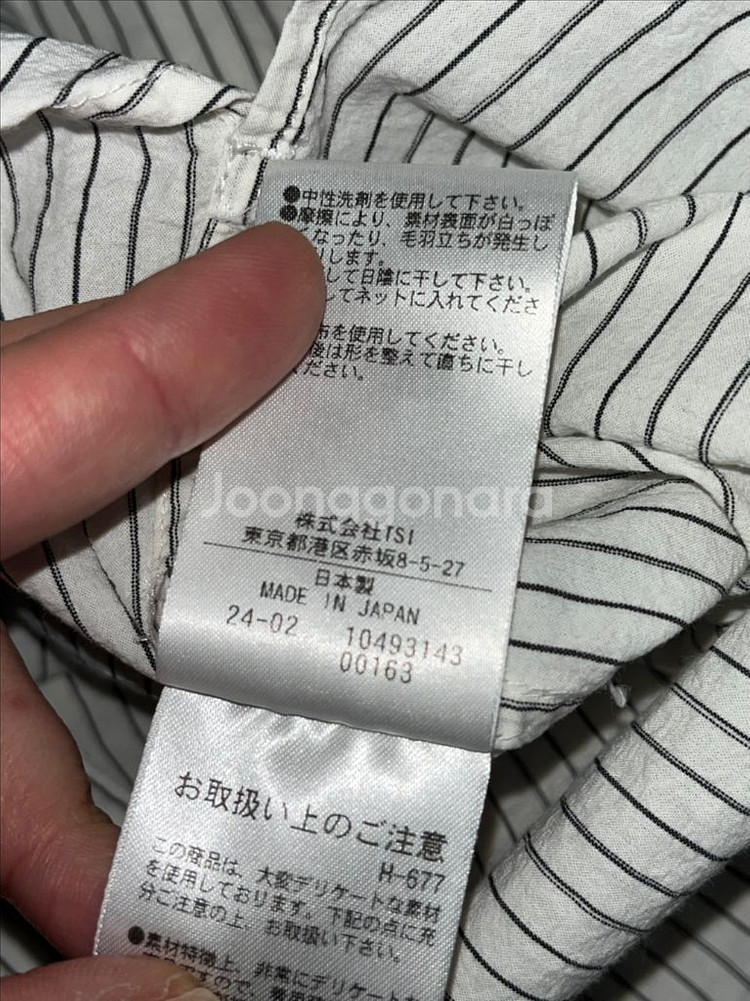 ●中性洗剤を使用して下さい。
●摩擦により、素材表面が白っぽ
なったり、毛羽立ちが発生し
します。
して日陰に干して下さい。
してネットに入れてくださ
布を使用してください。
後は形を整えて直ちに干し
ください。
Joonggonara
株式会社TSI
東京都港区赤坂8-5-27
日本製
MADE IN JAPAN
24-02 10493143
00163
お取扱い上のご注意
H-677
この商品は、大変デリケートな素材
を使用しております。下記の点に充
分ご注意の上、お取扱い下さい。
●素材特徴上、非常にデリケートな